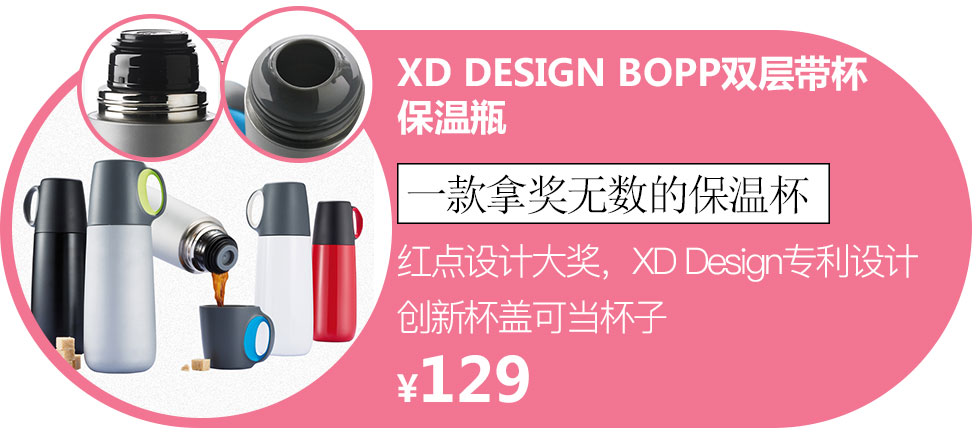 XD DESIGN BOPP双层带杯
保温瓶
一款拿奖无数的保温杯
红点设计大奖，XD Design专利设计
创新杯盖可当杯子
¥129